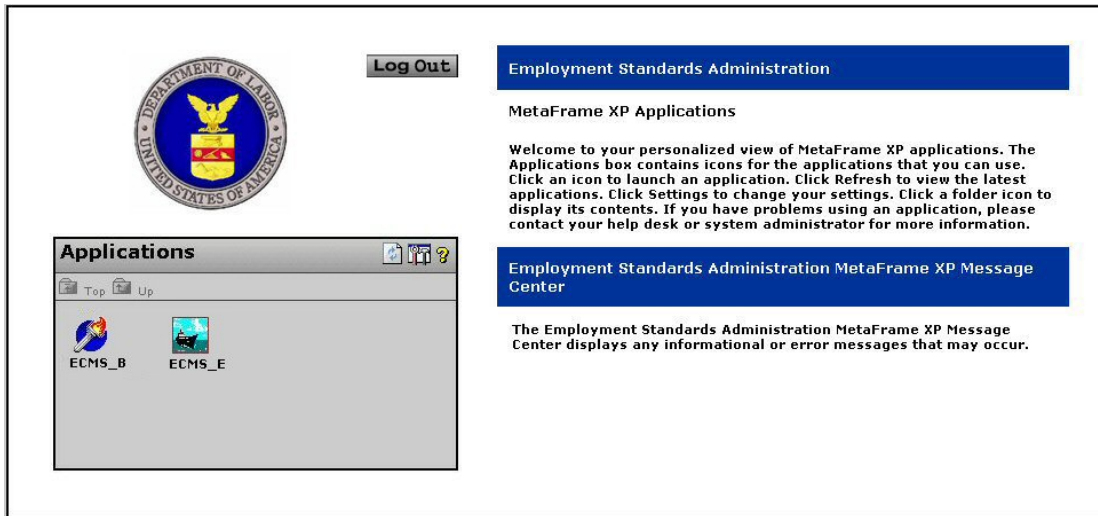 DEPARTMENT OF LABOR
UNITED STATES OF AMERICA
Log Out
Applications
?
Top Up
ECMS_B ECMS_E
Employment Standards Administration
MetaFrame XP Applications
Welcome to your personalized view of MetaFrame XP applications. The
Applications box contains icons for the applications that you can use.
Click an icon to launch an application. Click Refresh to view the latest
applications. Click Settings to change your settings. Click a folder icon to
display its contents. If you have problems using an application, please
contact your help desk or system administrator for more information.
Employment Standards Administration MetaFrame XP Message
Center
The Employment Standards Administration MetaFrame XP Message
Center displays any informational or error messages that may occur.